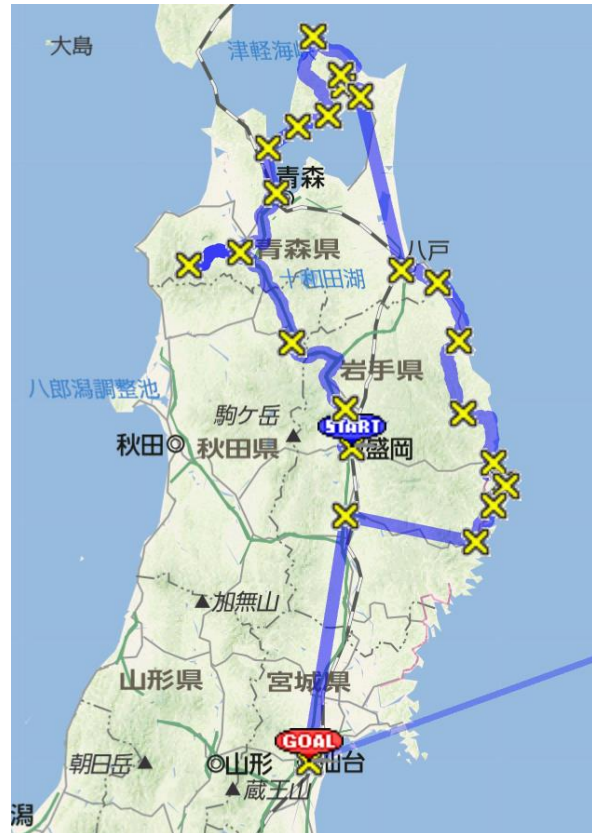 大島
津軽海峡
青森
青森県
八戸
十和田湖
岩手県
八郎潟調整池
駒ケ岳
START
秋田
秋田県
盛岡
加無山
山形県
宮城県
GOAL
朝日岳
山形
仙台
蔵王山
潟